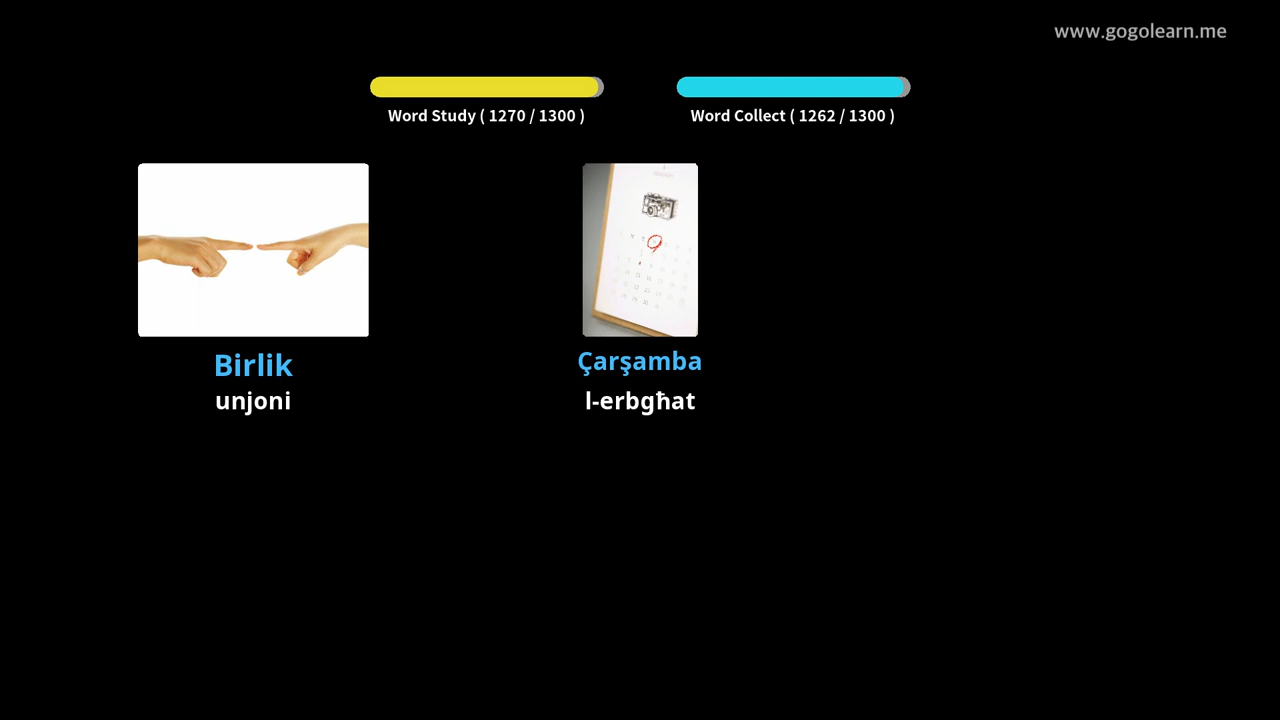 www.gogolearn.me
Word Study ( 1270 / 1300 )
Word Collect ( 1262 / 1300 )
Birlik
unjoni
Çarşamba
l-erbgħat